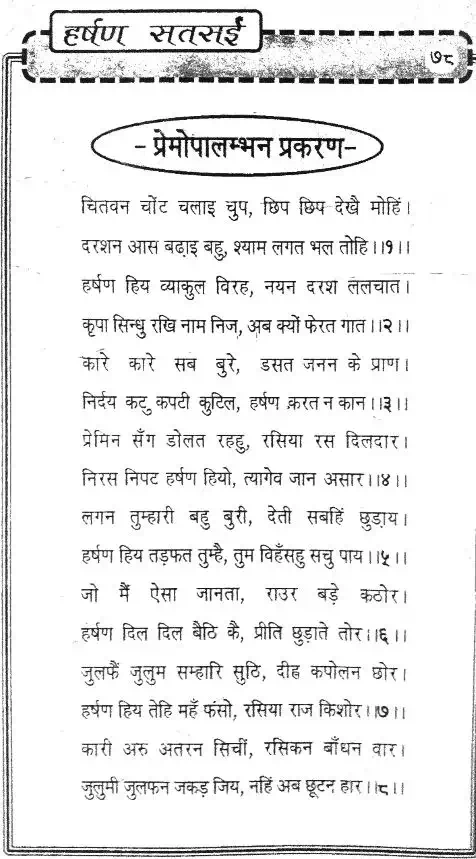 हर्षण सतसई
७८
- प्रेमोपालम्भन प्रकरण-
चितवन चोंट चलाइ चुप, छिप छिप देखै मोहिं।
दरशन आस बढाइ बहु, श्याम लगत भल तोहि।।१।।
हर्षण हिय व्याकुल विरह, नयन दरश ललचात।
कृपा सिन्धु रखि नाम निज, अब क्यों फेरत गात।।२।।
कारे कारे सब बुरे, डसत जनन के प्राण।
निर्दय कटु कपटी कुटिल, हर्षण करत न कान।।३।।
प्रेमिन सँग डोलत रहहु, रसिया रस दिलदार।
निरस निपट हर्षण हियो, त्यागेव जान असार।।४।।
लगन तुम्हारी बहु बुरी, देती सबहिं छुड़ाय।
हर्षण हिय तड़फत तुम्है, तुम विहँसहु सचु पाय।।५।।
जो मैं ऐसा जानता, राउर बड़े कठोर।
हर्षण दिल दिल बैठि कै, प्रीति छुड़ाते तोर।।६।।
जुलफैं जुलुम सम्हारि सुठि, दीह्न कपोलन छोर।
हर्षण हिय तेहि महँ फंसो, रसिया राज किशोर।।७।।
कारी अरु अतरन सिचीं, रसिकन बाँधन वार।
जुलुमी जुलफन जकड़ जिय, नहिं अब छूटन हार।।८।।